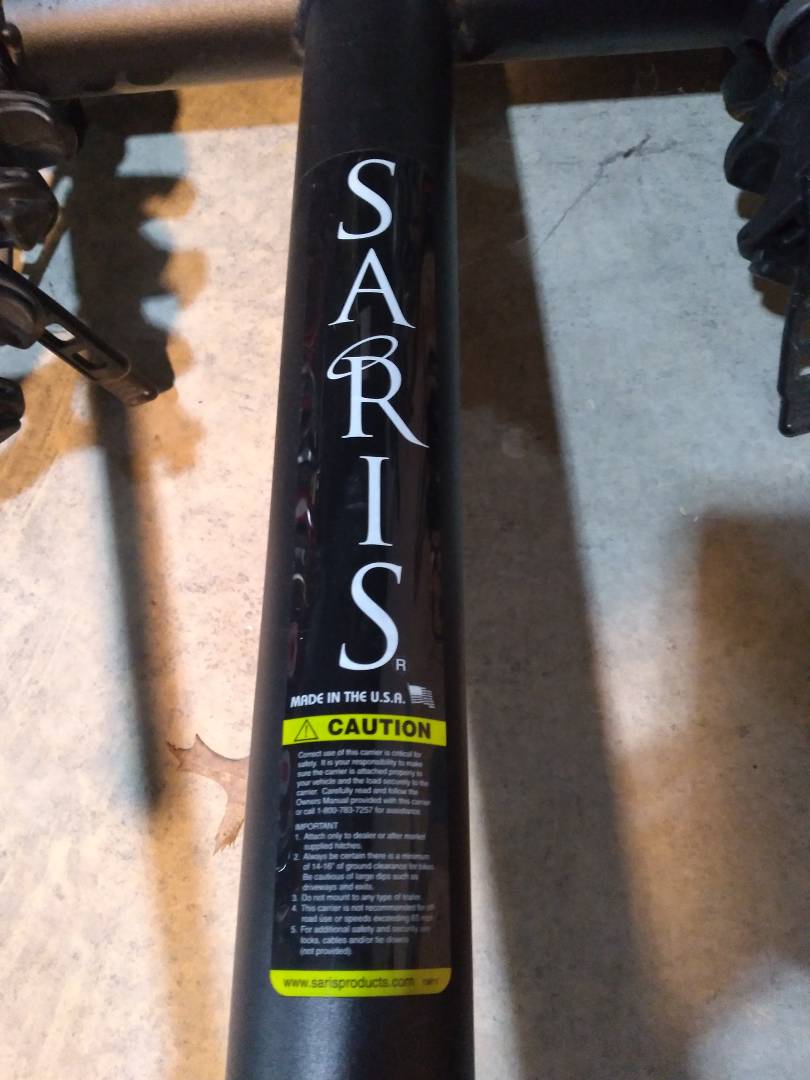 SARIS
R
MADE IN THE U.S.A.
CAUTION
Correct use of this carrier is critical for
safety. It is your responsibility to make
sure the carrier is attached properly to
your vehicle and the load securely to the
carrier. Carefully read and follow the
Owners Manual provided with this carrier
or call 1-800-783-7257 for assistance.
IMPORTANT
1. Attach only to dealer or after market
supplied hitches.
2. Always be certain there is a minimum
of 14-16" of ground clearance for bikes.
Be cautious of large dips such as
driveways and exits.
3. Do not mount to any type of trailer.
4. This carrier is not recommended for off
road use or speeds exceeding 65 mph.
5. For additional safety and security use
locks, cables and/or tie downs
(not provided).
www.sarisproducts.com